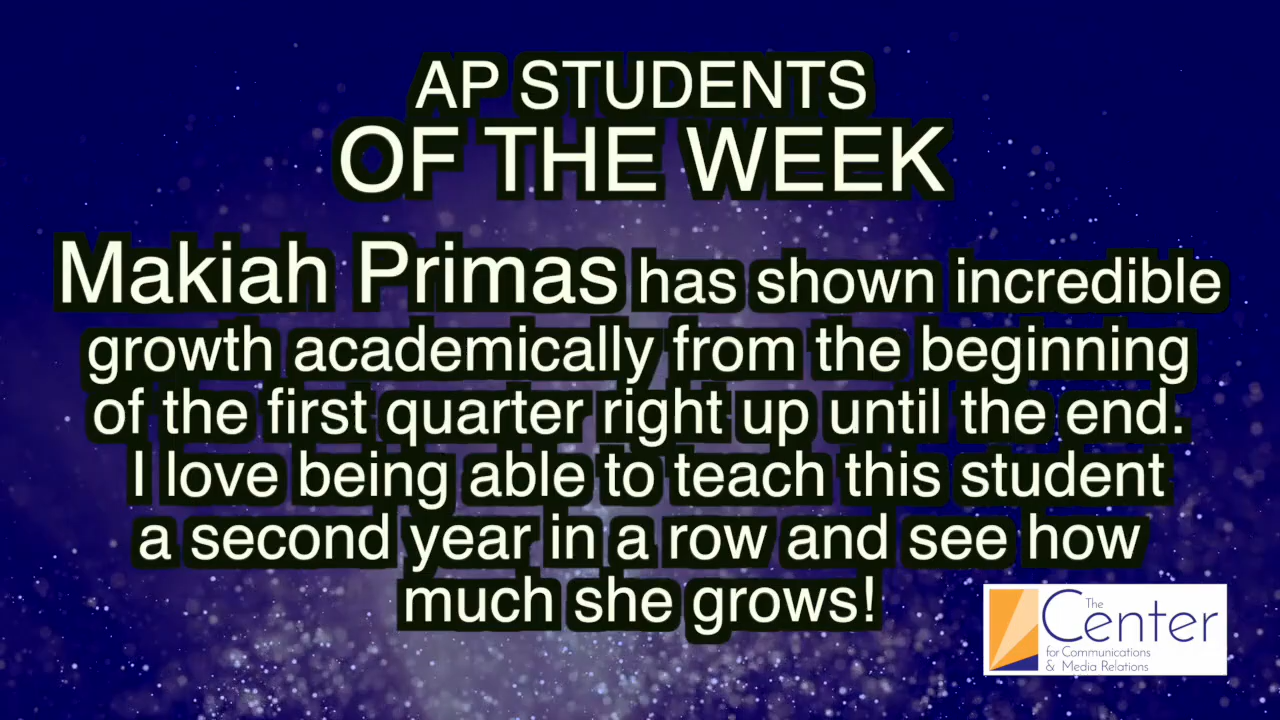 AP STUDENTS
OF THE WEEK
Makiah Primas has shown incredible
growth academically from the beginning
of the first quarter right up until the end.
I love being able to teach this student
a second year in a row and see how
much she grows!
The
Center
for Communications
& Media Relations